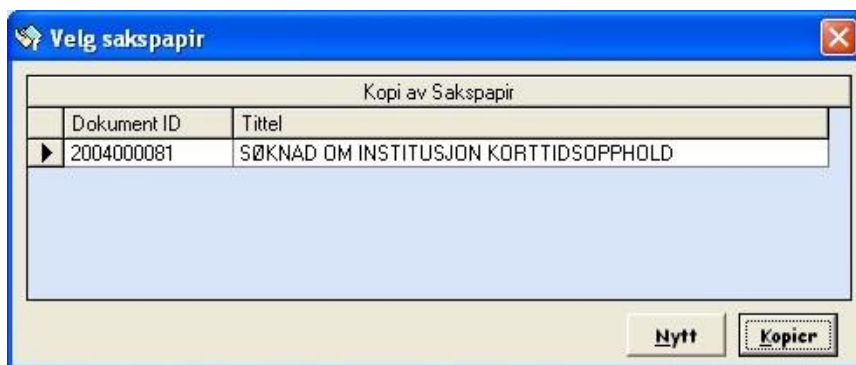 Velg sakspapir
Kopi av Sakspapir
Dokument ID Tittel
2004000081 SØKNAD OM INSTITUSJON KORTTIDSOPPHOLD
Nytt Kopier